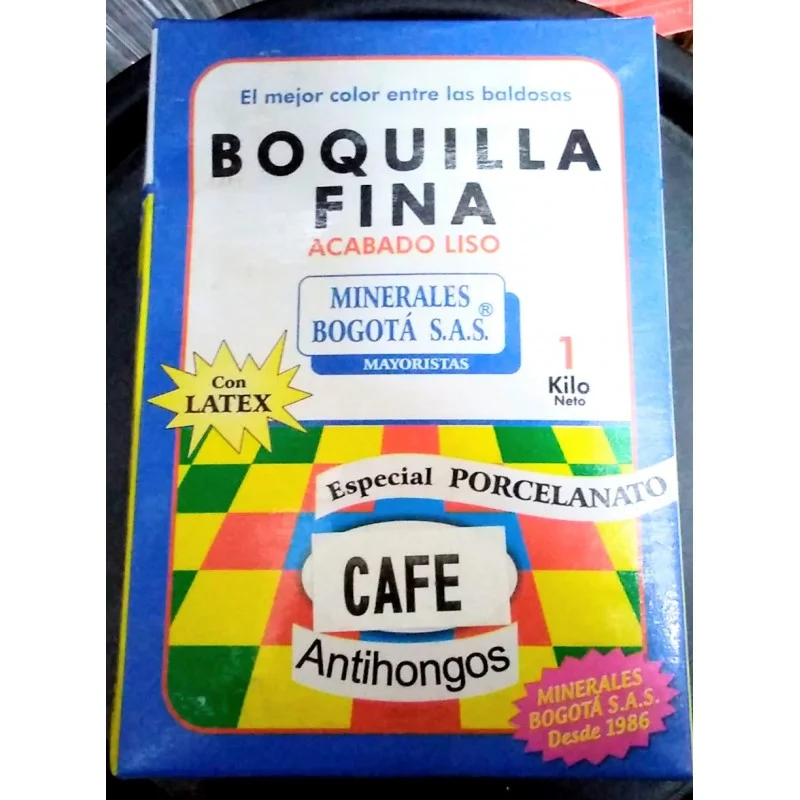 El mejor color entre las baldosas
BOQUILLA
FINA
ACABADO LISO
MINERALES
BOGOTÁ S.A.S.®
MAYORISTAS
1
Kilo
Neto
Con
LATEX
Especial PORCELANATO
CAFE
Antihongos
MINERALES
BOGOTÁ S.A.S.
Desde 1986